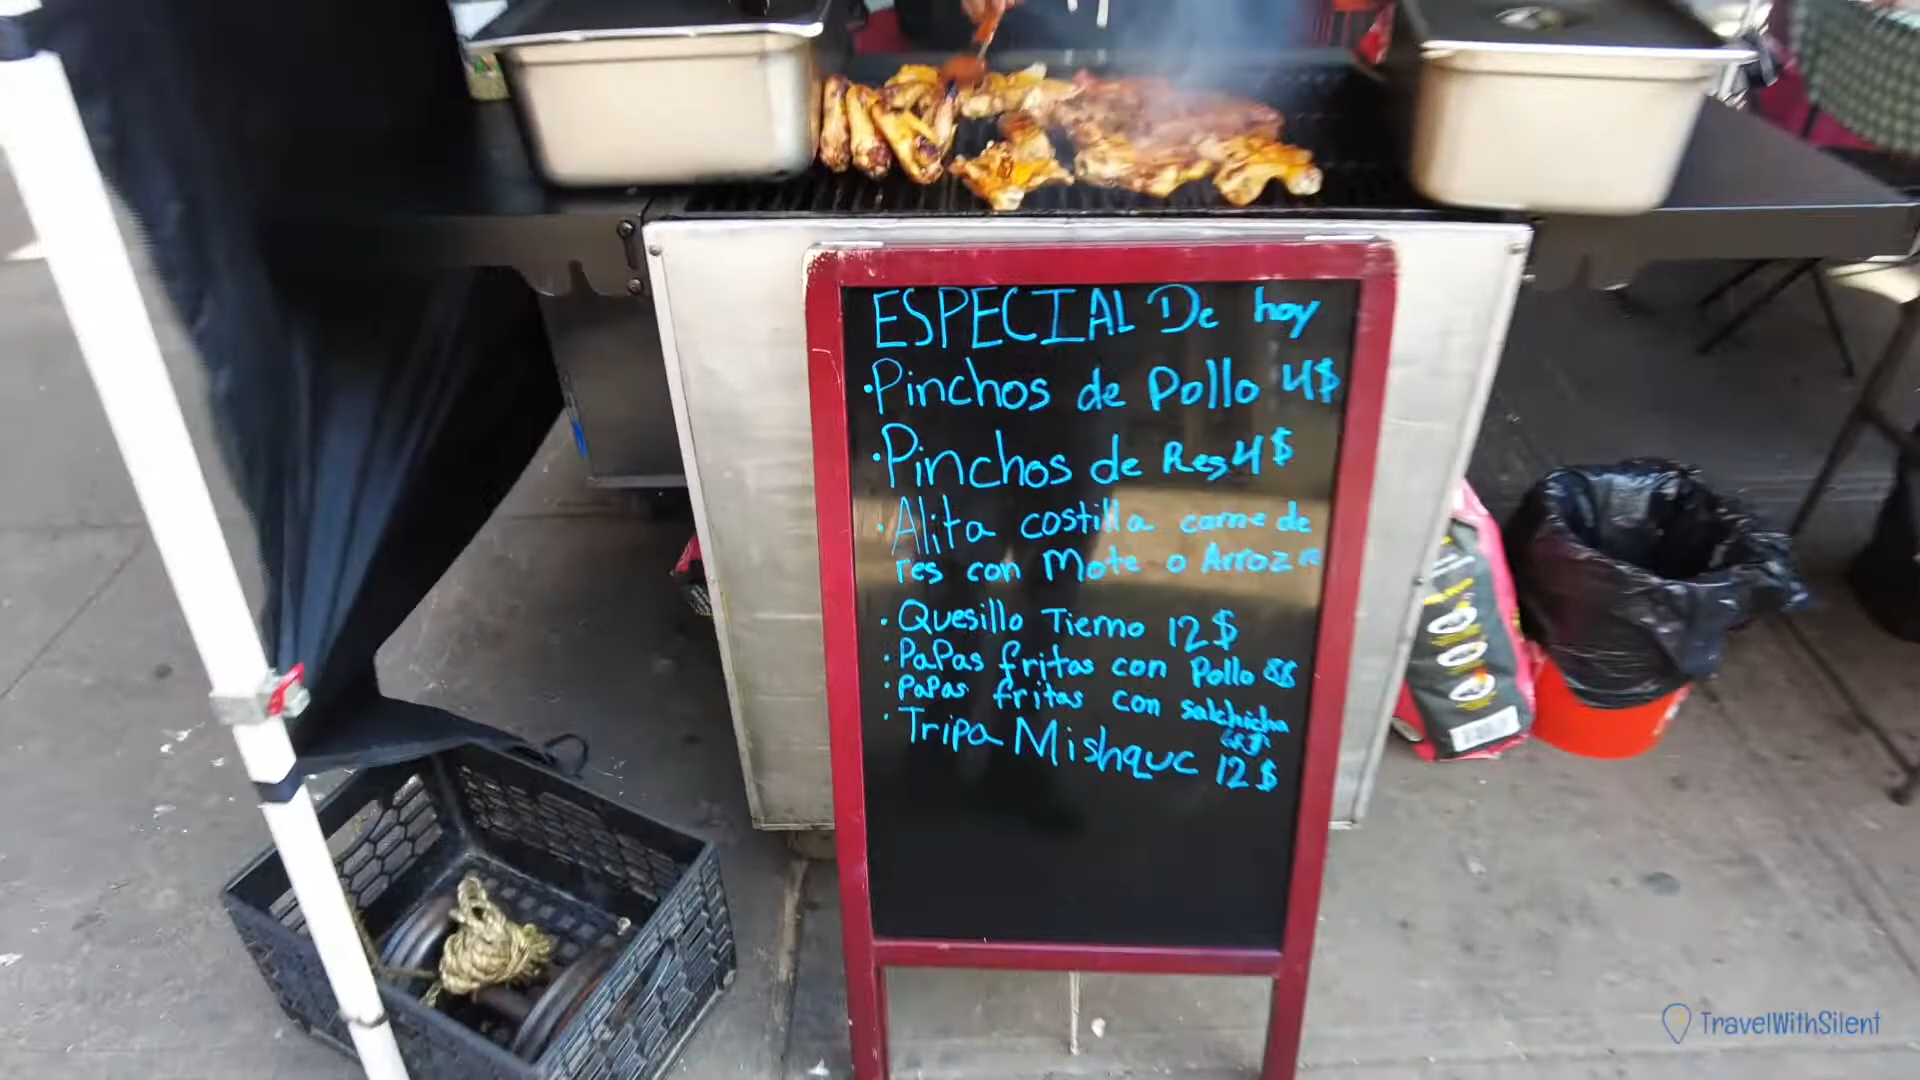 ESPECIAL De hoy
·Pinchos de Pollo 4$
·Pinchos de Res 4$
·Alita costilla carne de
res con Mote o Arroz
·Quesillo Tierno 12$
·PaPas fritas con Pollo
·PaPas fritas con salchicha
·Tripa Mishque 12$
TravelWithSilent